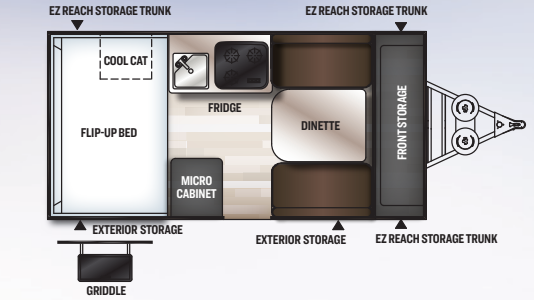 EZ REACH STORAGE TRUNK
EZ REACH STORAGE TRUNK
COOL CAT
FRIDGE
FLIP-UP BED
DINETTE
FRONT STORAGE
MICRO
CABINET
EXTERIOR STORAGE
EXTERIOR STORAGE
EZ REACH STORAGE TRUNK
GRIDDLE